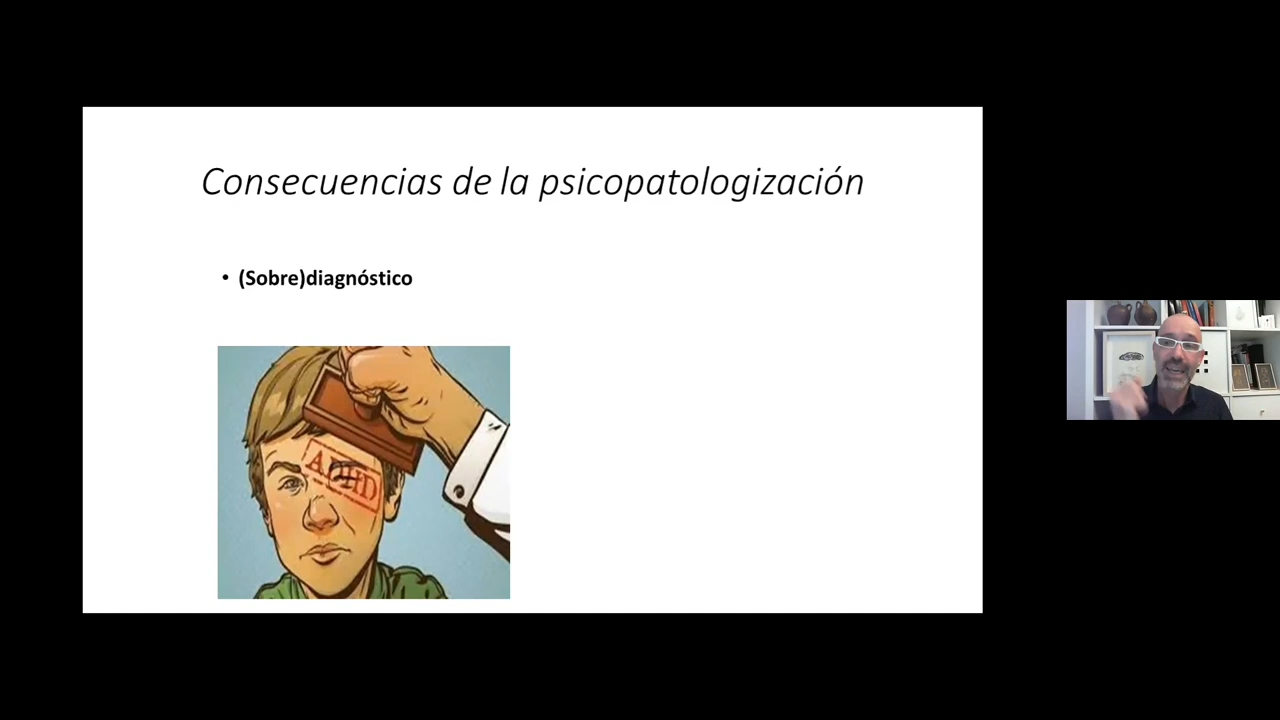 Consecuencias de la psicopatologización
• (Sobre)diagnóstico
ADHD